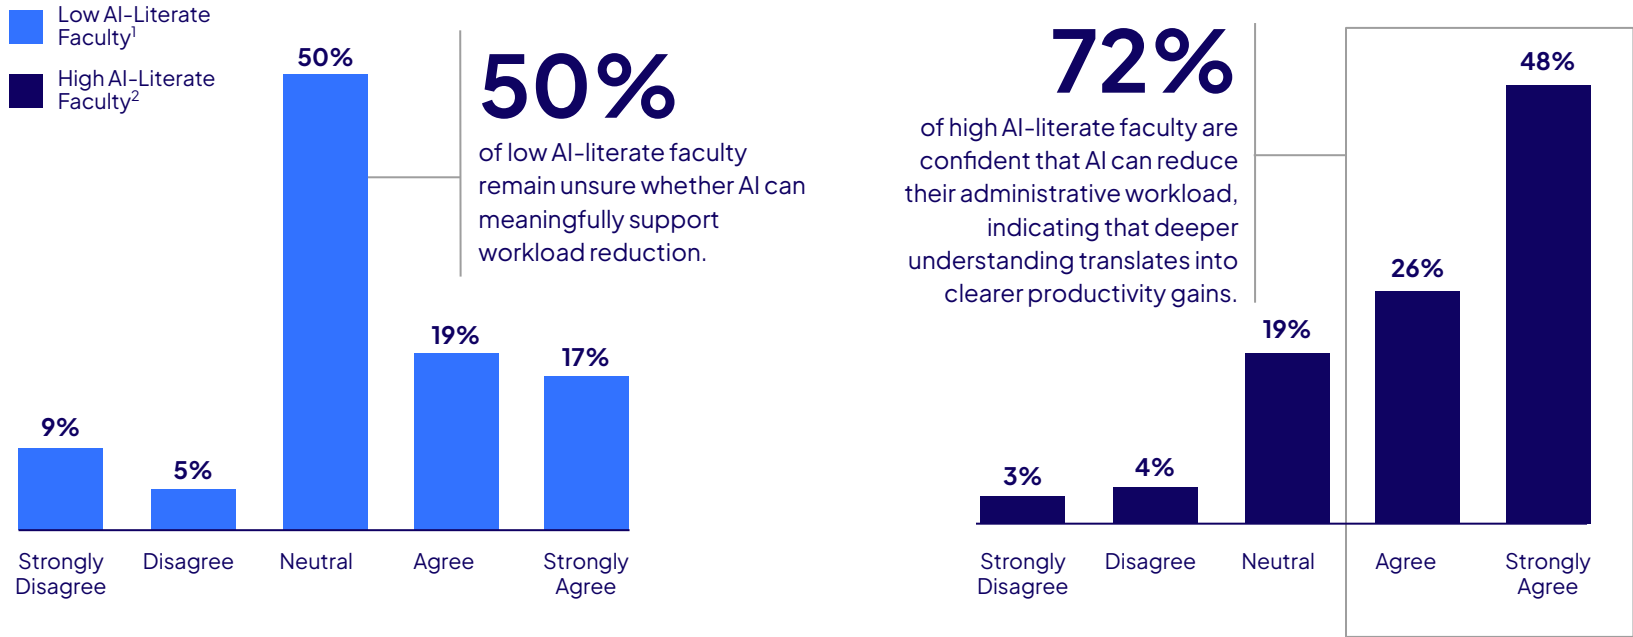 Low AI-Literate
Faculty¹
High AI-Literate
Faculty²
50%
9%
5%
19%
17%
Strongly
Disagree
Disagree
Neutral
Agree
Strongly
Agree
50%
of low AI-literate faculty
remain unsure whether AI can
meaningfully support
workload reduction.
72%
of high AI-literate faculty are
confident that AI can reduce
their administrative workload,
indicating that deeper
understanding translates into
clearer productivity gains.
3%
4%
19%
26%
48%
Strongly
Disagree
Disagree
Neutral
Agree
Strongly
Agree